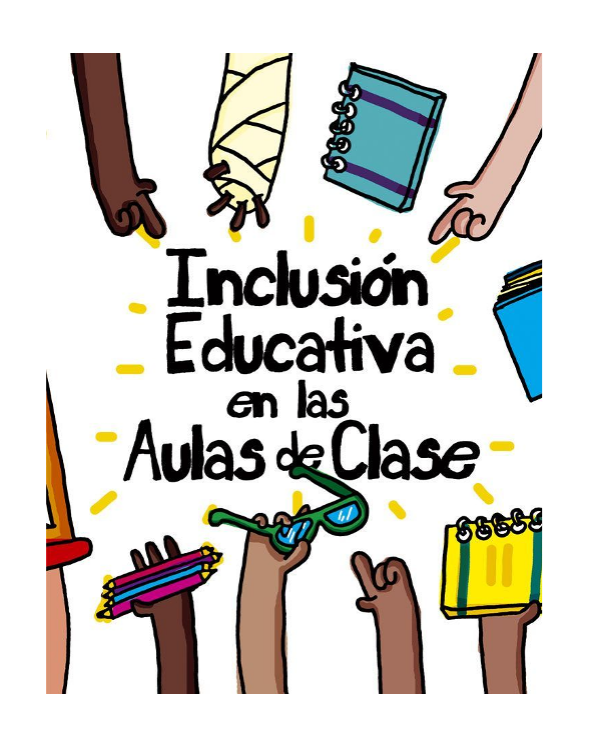 Inclusión
Educativa
en las
Aulas de Clase